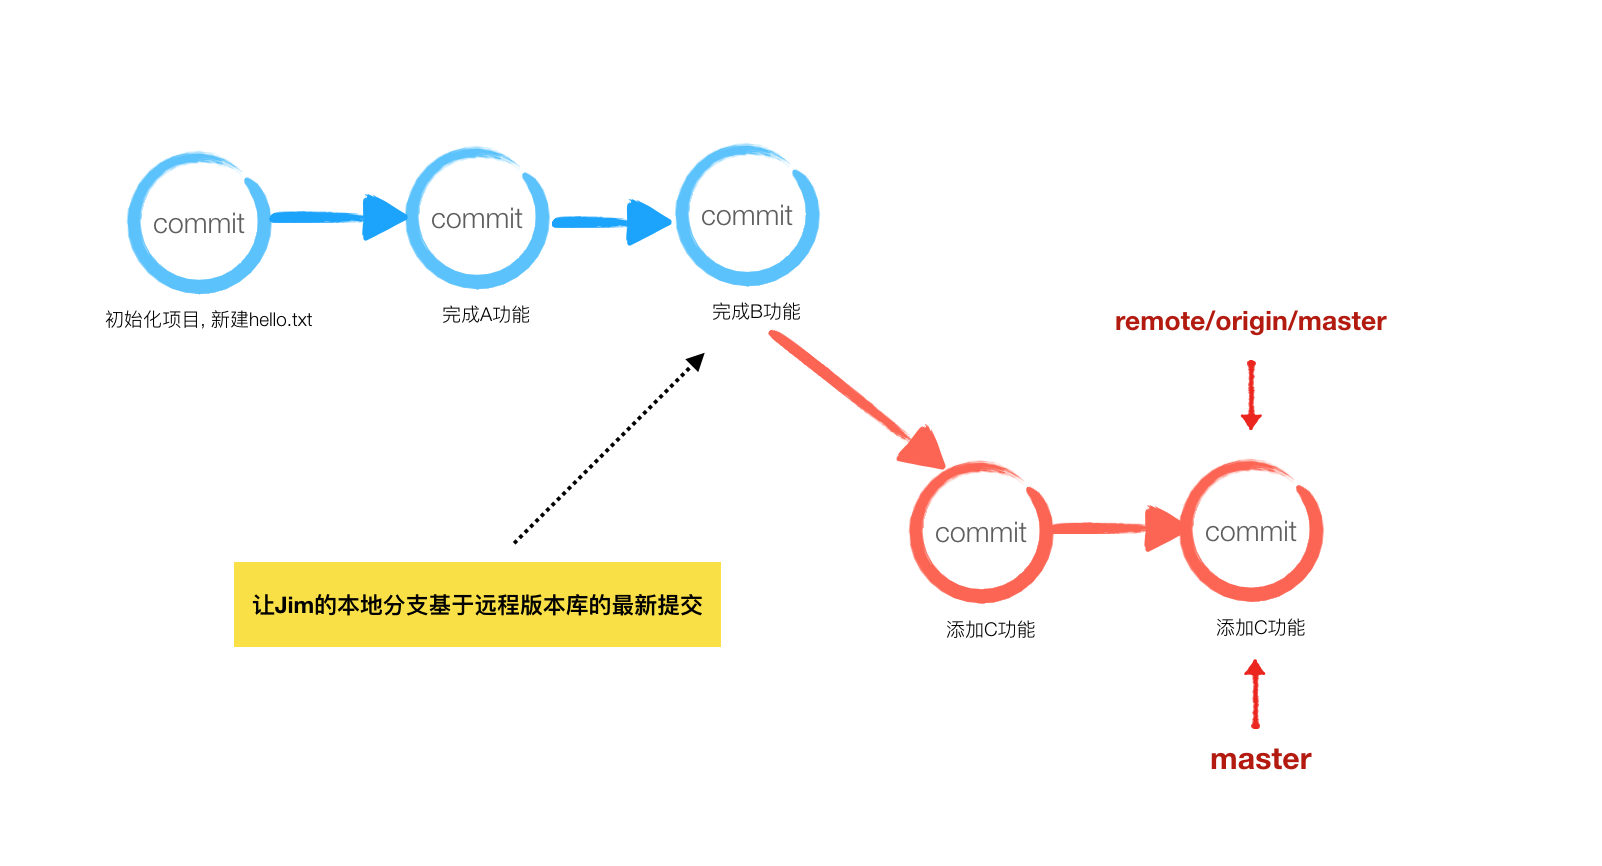 commit
commit
commit
初始化项目, 新建hello.txt
完成A功能
完成B功能
remote/origin/master
commit
commit
让Jim的本地分支基于远程版本库的最新提交
添加C功能
添加C功能
master